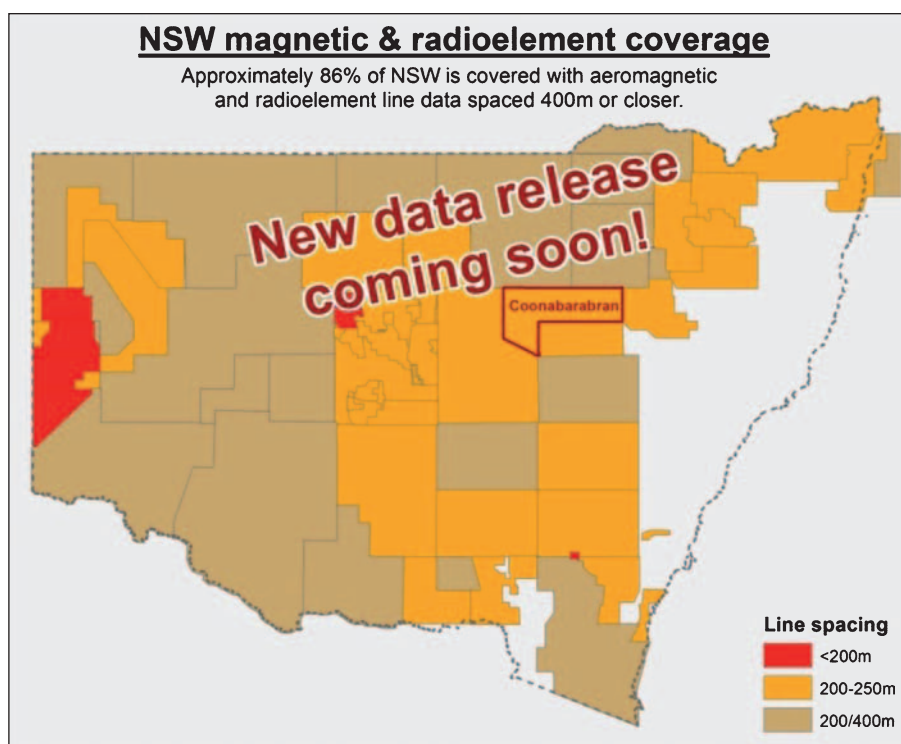 NSW magnetic & radioelement coverage
Approximately 86% of NSW is covered with aeromagnetic
and radioelement line data spaced 400m or closer.
New data release
coming soon!
Coonabarabran
Line spacing
<200m
200-250m
200/400m